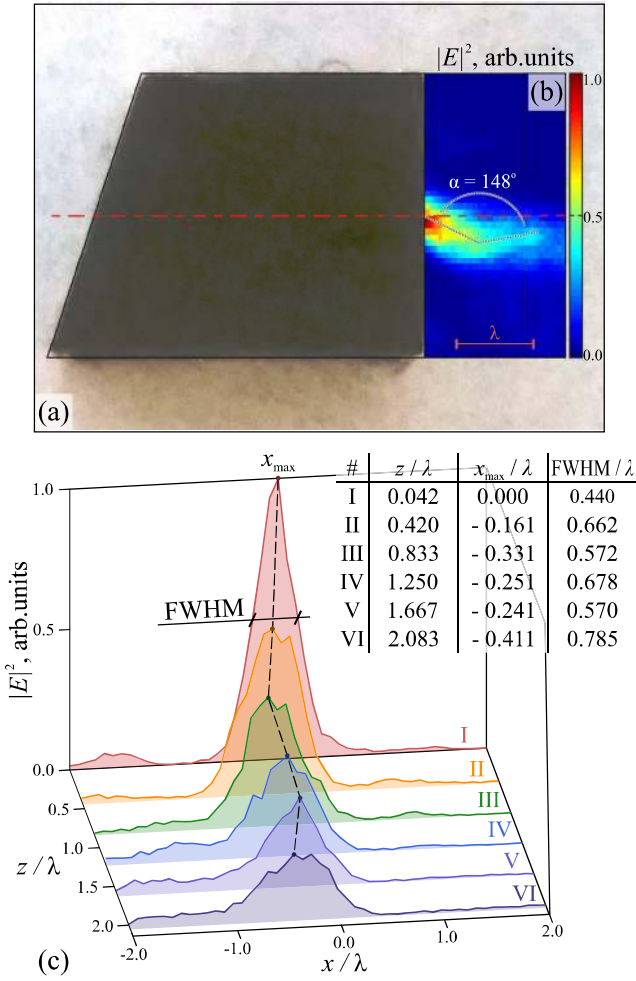 |E|², arb.units
(b)
1.0
α = 148°
0.5
λ
0.0
(a)
x_max
# z / λ x_max / λ FWHM / λ
I 0.042 0.000 0.440
II 0.420 - 0.161 0.662
III 0.833 - 0.331 0.572
IV 1.250 - 0.251 0.678
V 1.667 - 0.241 0.570
VI 2.083 - 0.411 0.785
1.0
FWHM
0.5
|E|², arb.units
I
0.0
II
0.5
III
1.0
IV
z / λ
1.5
V
2.0
VI
(c)
-2.0
-1.0
0.0
1.0
2.0
x / λ